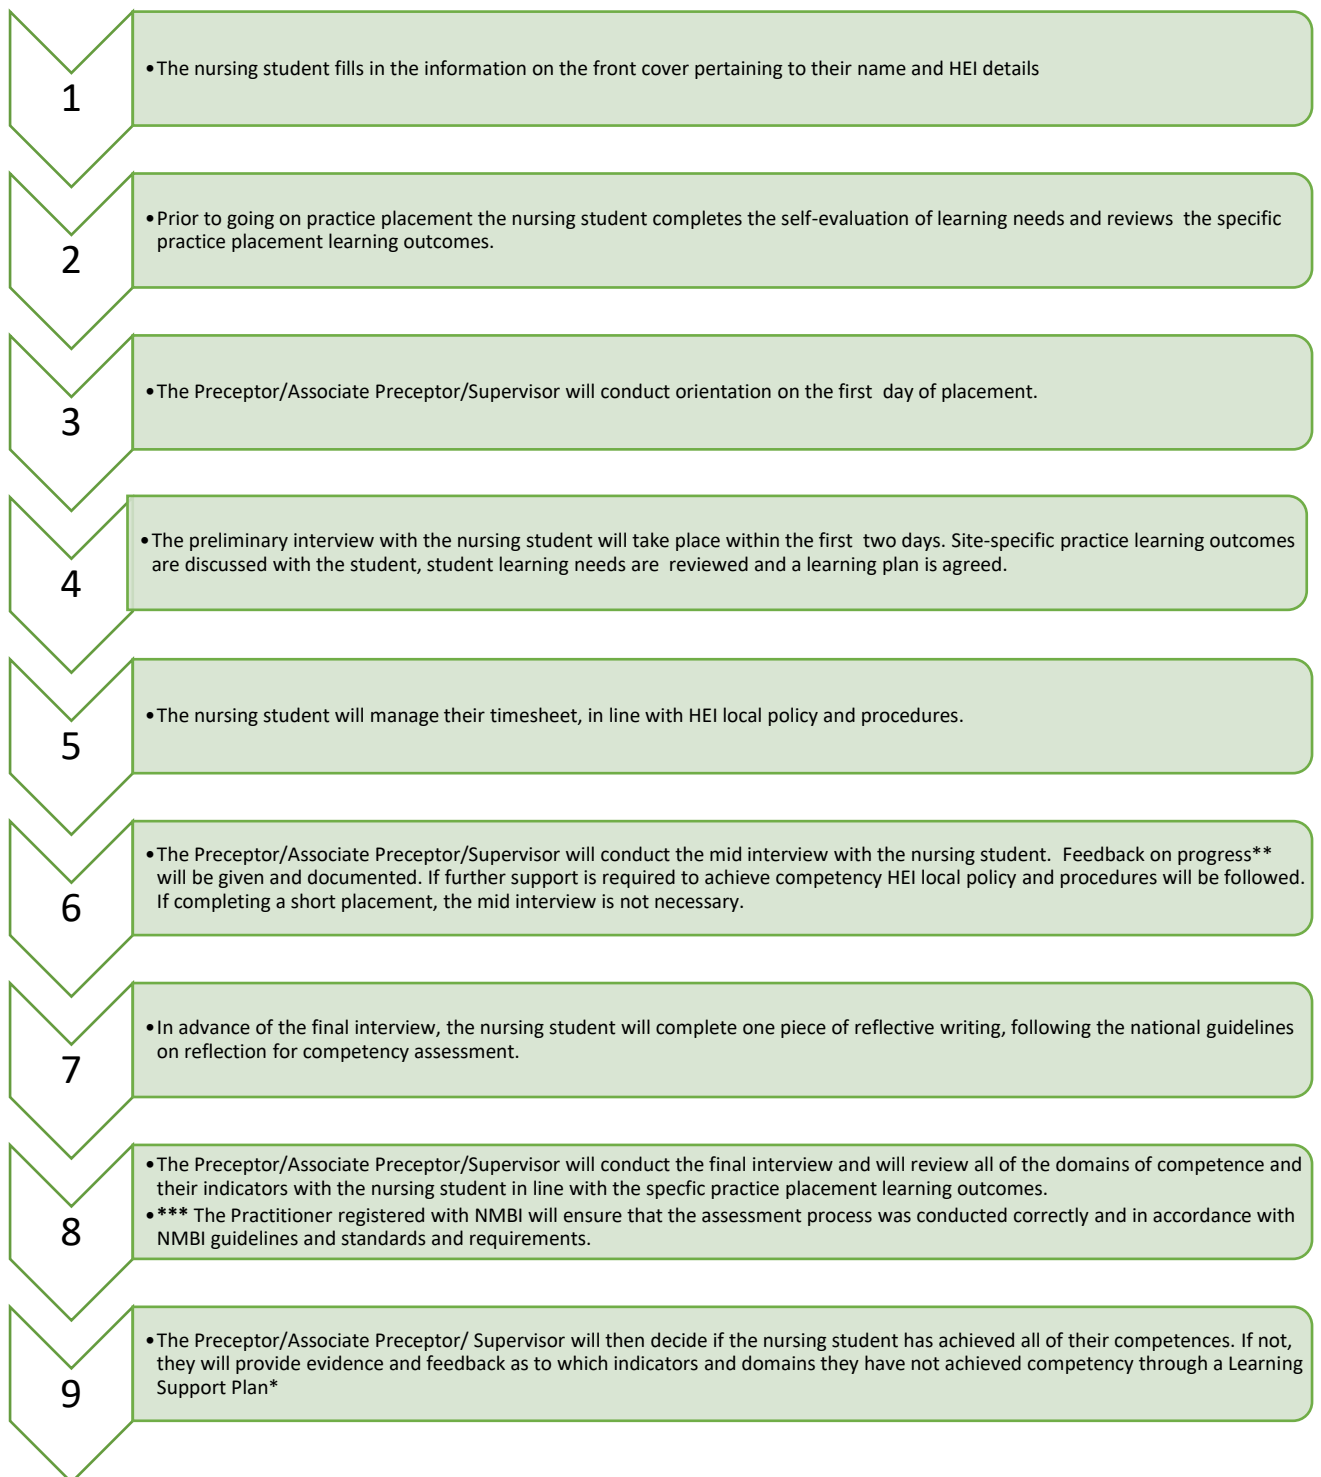 1
•The nursing student fills in the information on the front cover pertaining to their name and HEI details
2
•Prior to going on practice placement the nursing student completes the self-evaluation of learning needs and reviews the specific
practice placement learning outcomes.
3
•The Preceptor/Associate Preceptor/Supervisor will conduct orientation on the first day of placement.
4
•The preliminary interview with the nursing student will take place within the first two days. Site-specific practice learning outcomes
are discussed with the student, student learning needs are reviewed and a learning plan is agreed.
5
•The nursing student will manage their timesheet, in line with HEI local policy and procedures.
6
•The Preceptor/Associate Preceptor/Supervisor will conduct the mid interview with the nursing student. Feedback on progress**
will be given and documented. If further support is required to achieve competency HEI local policy and procedures will be followed.
If completing a short placement, the mid interview is not necessary.
7
•In advance of the final interview, the nursing student will complete one piece of reflective writing, following the national guidelines
on reflection for competency assessment.
8
•The Preceptor/Associate Preceptor/Supervisor will conduct the final interview and will review all of the domains of competence and
their indicators with the nursing student in line with the specfic practice placement learning outcomes.
•*** The Practitioner registered with NMBI will ensure that the assessment process was conducted correctly and in accordance with
NMBI guidelines and standards and requirements.
9
•The Preceptor/Associate Preceptor/ Supervisor will then decide if the nursing student has achieved all of their competences. If not,
they will provide evidence and feedback as to which indicators and domains they have not achieved competency through a Learning
Support Plan*